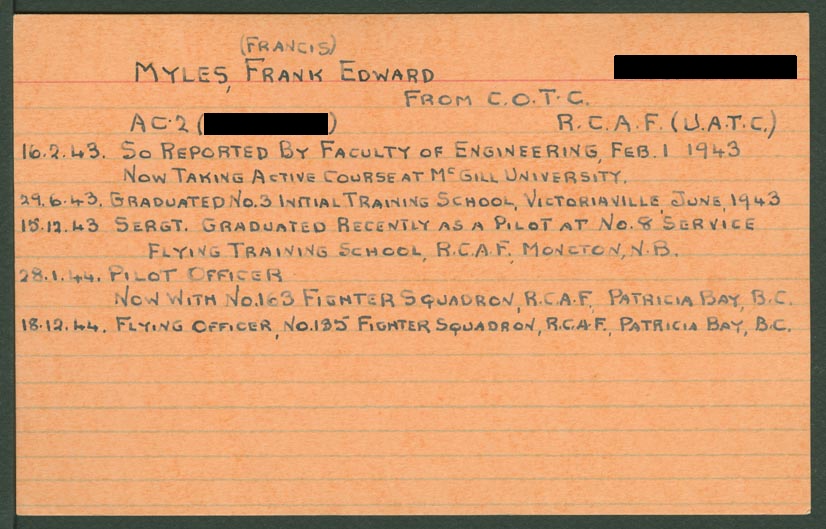 (FRANCIS)
MYLES, FRANK EDWARD
FROM C.O.T.C.
AC·2 ( )
R.C.A.F. (U.A.T.C.)
16.2.43. SO REPORTED BY FACULTY OF ENGINEERING, FEB. 1 1943
NOW TAKING ACTIVE COURSE AT McGILL UNIVERSITY.
29.6.43. GRADUATED NO.3 INITIAL TRAINING SCHOOL, VICTORIAVILLE, JUNE, 1943
15.12.43 SERGT. GRADUATED RECENTLY AS A PILOT AT NO.8 SERVICE
FLYING TRAINING SCHOOL, R.C.A.F, MONCTON, N.B.
28.1.44. PILOT OFFICER
NOW WITH NO.163 FIGHTER SQUADRON, R.C.A.F, PATRICIA BAY, B.C.
18.12.44. FLYING OFFICER, NO.135 FIGHTER SQUADRON, R.C.A.F, PATRICIA BAY, B.C.